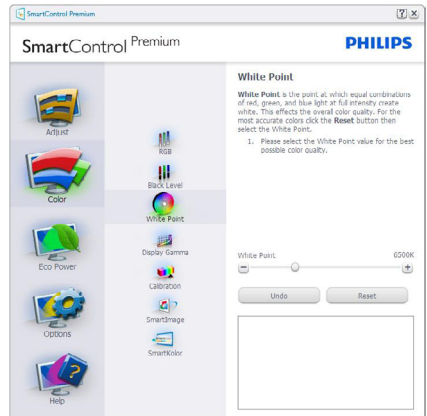 SmartControl Premium
SmartControl Premium
PHILIPS
Adjust
Color
Eco Power
Options
Help
RGB
Black Level
White Point
Display Gamma
Calibration
SmartImage
SmartKolor
White Point
White Point is the point at which equal combinations
of red, green, and blue light at full intensity create
white. This effects the overall color quality. For the
most accurate colors click the Reset button then
select the White Point.
1. Please select the White Point value for the best
possible color quality.
White Point 6500K
Undo Reset